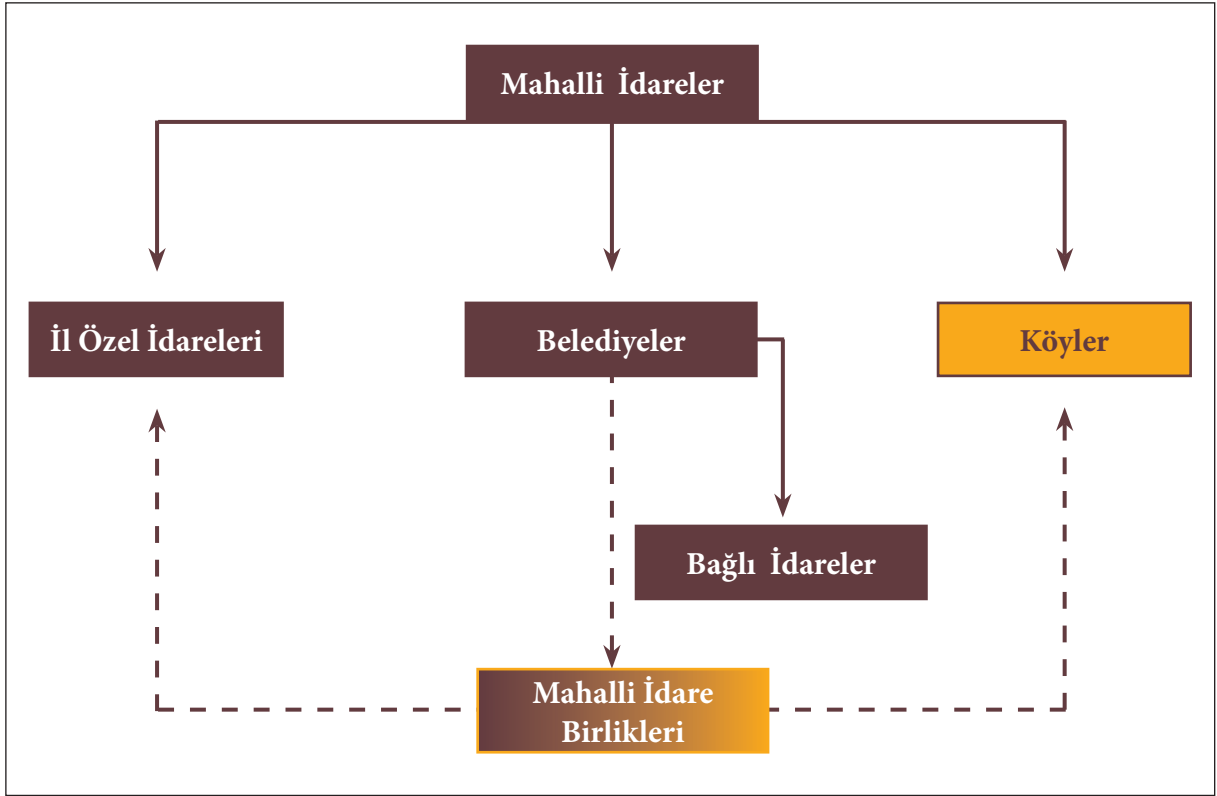 Mahalli İdareler
İl Özel İdareleri
Belediyeler
Köyler
Bağlı İdareler
Mahalli İdare
Birlikleri